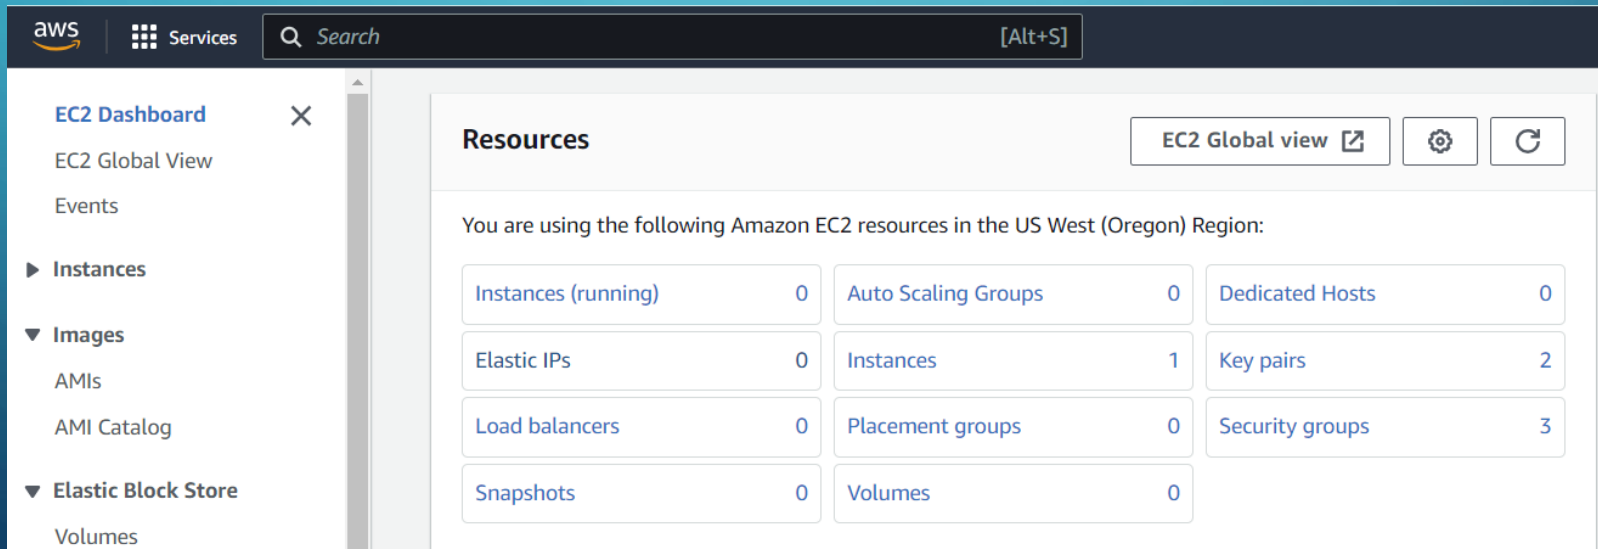 aws Services Search [Alt+S]
EC2 Dashboard
EC2 Global View
Events
Instances
Images
AMIs
AMI Catalog
Elastic Block Store
Volumes
Resources
EC2 Global view
You are using the following Amazon EC2 resources in the US West (Oregon) Region:
Instances (running) 0 Auto Scaling Groups 0 Dedicated Hosts 0
Elastic IPs 0 Instances 1 Key pairs 2
Load balancers 0 Placement groups 0 Security groups 3
Snapshots 0 Volumes 0